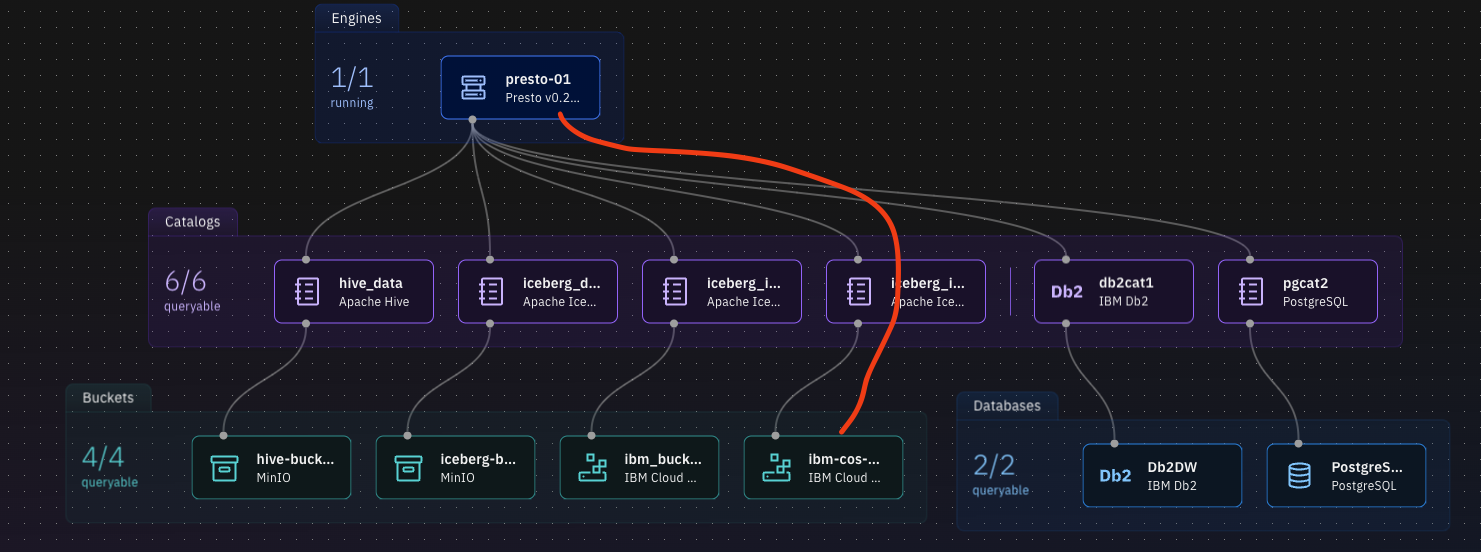 Engines
1/1
running
presto-01
Presto v0.2...
Catalogs
6/6
queryable
hive_data
Apache Hive
iceberg_d...
Apache Ice...
iceberg_i...
Apache Ice...
iceberg_i...
Apache Ice...
Db2
db2cat1
IBM Db2
pgcat2
PostgreSQL
Buckets
4/4
queryable
hive-buck...
MinIO
iceberg-b...
MinIO
ibm_buck...
IBM Cloud ...
ibm-cos-...
IBM Cloud ...
Databases
2/2
queryable
Db2
Db2DW
IBM Db2
PostgreS...
PostgreSQL